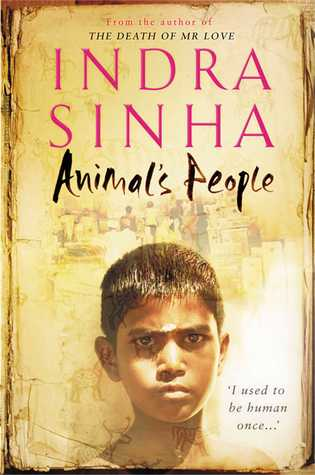 From the author of
THE DEATH OF MR LOVE
INDRA
SINHA
Animal's People
'I used to
be human
once...'